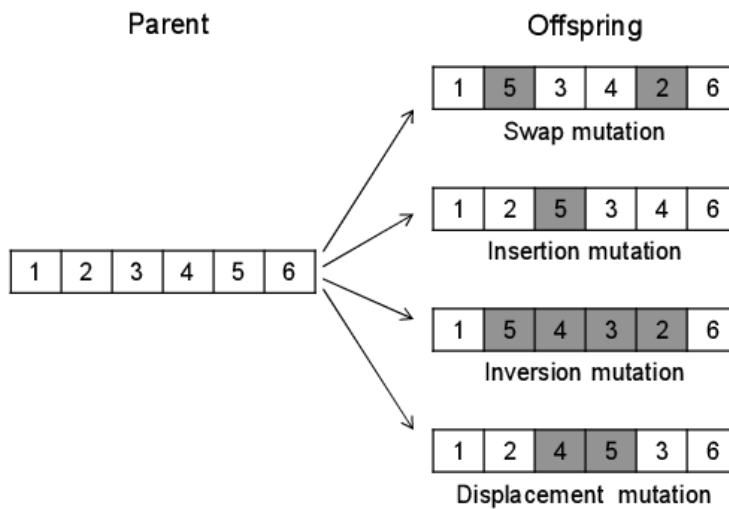 Parent
Offspring
1 5 3 4 2 6
Swap mutation
1 2 5 3 4 6
Insertion mutation
1 2 3 4 5 6
1 5 4 3 2 6
Inversion mutation
1 2 4 5 3 6
Displacement mutation